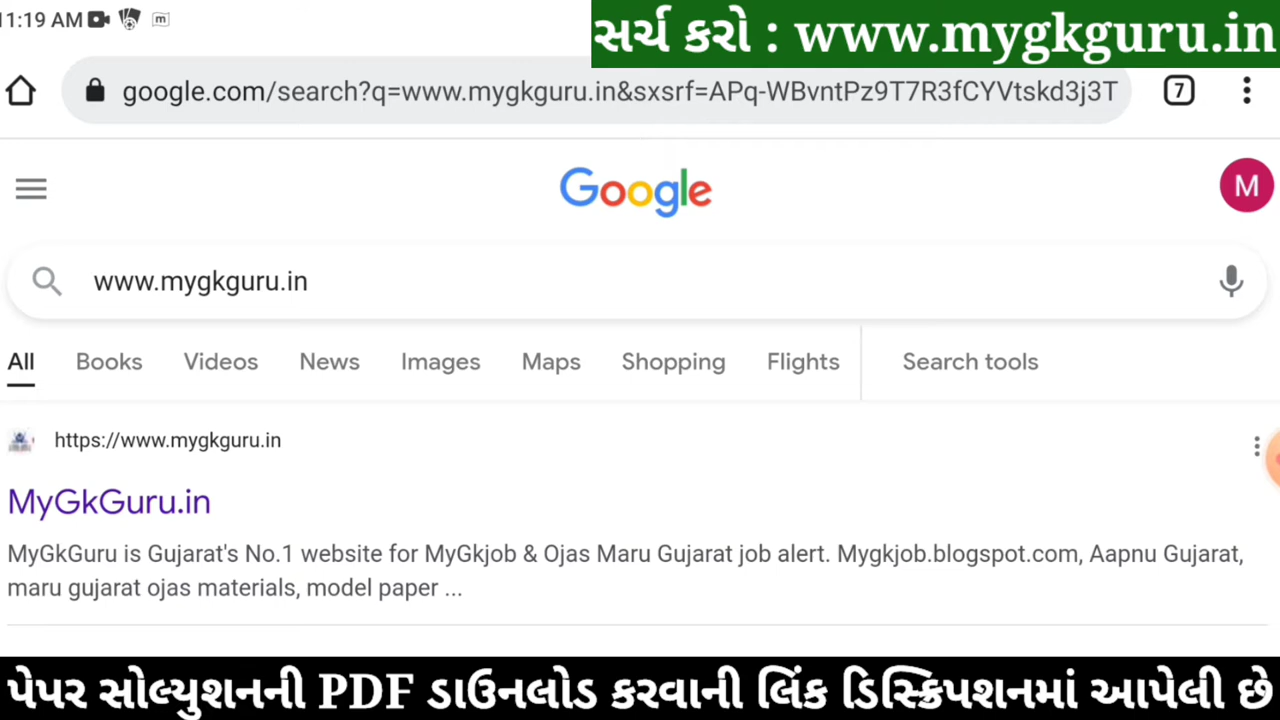 11:19 AM
સર્ચ કરો : www.mygkguru.in
google.com/search?q=www.mygkguru.in&sxsrf=APq-WBvntPz9T7R3fCYVtskd3j3T
7
Google
M
www.mygkguru.in
All Books Videos News Images Maps Shopping Flights Search tools
https://www.mygkguru.in
MyGkGuru.in
MyGkGuru is Gujarat's No.1 website for MyGkjob & Ojas Maru Gujarat job alert. Mygkjob.blogspot.com, Aapnu Gujarat,
maru gujarat ojas materials, model paper ...
પેપર સોલ્યુશનની PDF ડાઉનલોડ કરવાની લિંક ડિસ્ક્રિપશનમાં આપેલી છે